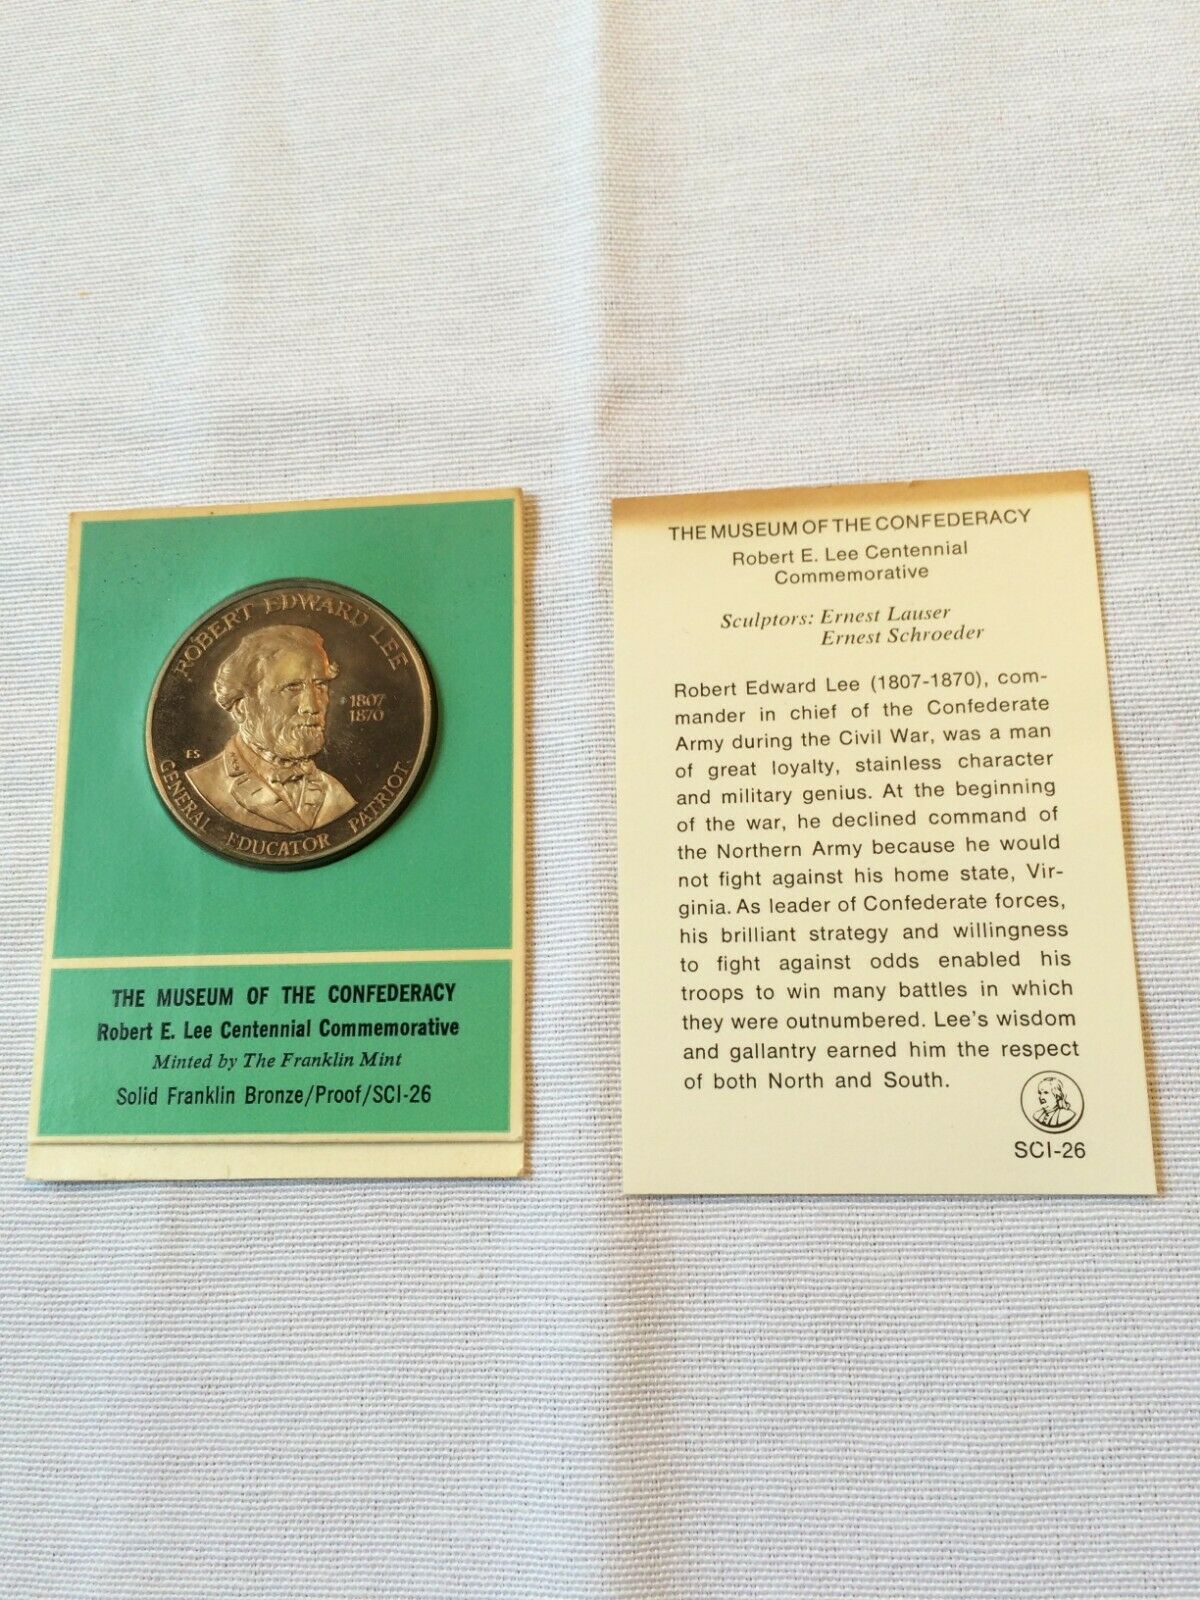 ROBERT EDWARD LEE
1807
1870
ES
GENERAL EDUCATOR PATRIOT
THE MUSEUM OF THE CONFEDERACY
Robert E. Lee Centennial Commemorative
Minted by The Franklin Mint
Solid Franklin Bronze/Proof/SCI-26
THE MUSEUM OF THE CONFEDERACY
Robert E. Lee Centennial
Commemorative
Sculptors: Ernest Lauser
Ernest Schroeder
Robert Edward Lee (1807-1870), com-
mander in chief of the Confederate
Army during the Civil War, was a man
of great loyalty, stainless character
and military genius. At the beginning
of the war, he declined command of
the Northern Army because he would
not fight against his home state, Vir-
ginia. As leader of Confederate forces,
his brilliant strategy and willingness
to fight against odds enabled his
troops to win many battles in which
they were outnumbered. Lee's wisdom
and gallantry earned him the respect
of both North and South.
SCI-26